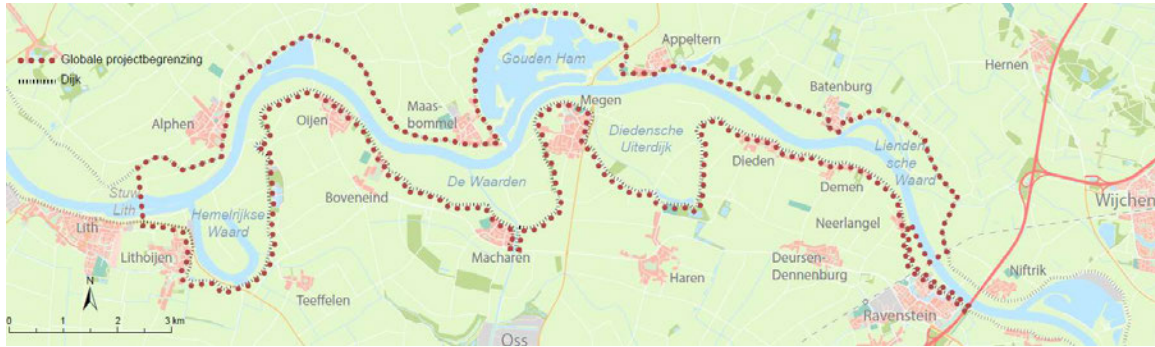 Globale projectbegrenzing
Dijk
Gouden Ham
Appeltern
Hernen
Alphen
Oijen
Maas-
bommel
Megen
Batenburg
Diedensche
Uiterdijk
Lienden
sche
Waard
Dieden
Demen
De Waarden
Boveneind
Stuw
Lith
Hemelrijkse
Waard
Wijchen
Lith
Lithoijen
Macharen
Haren
Neerlangel
Deursen-
Dennenburg
Niftrik
Teeffelen
Ravenstein
Oss
N
0 1 2 3 km